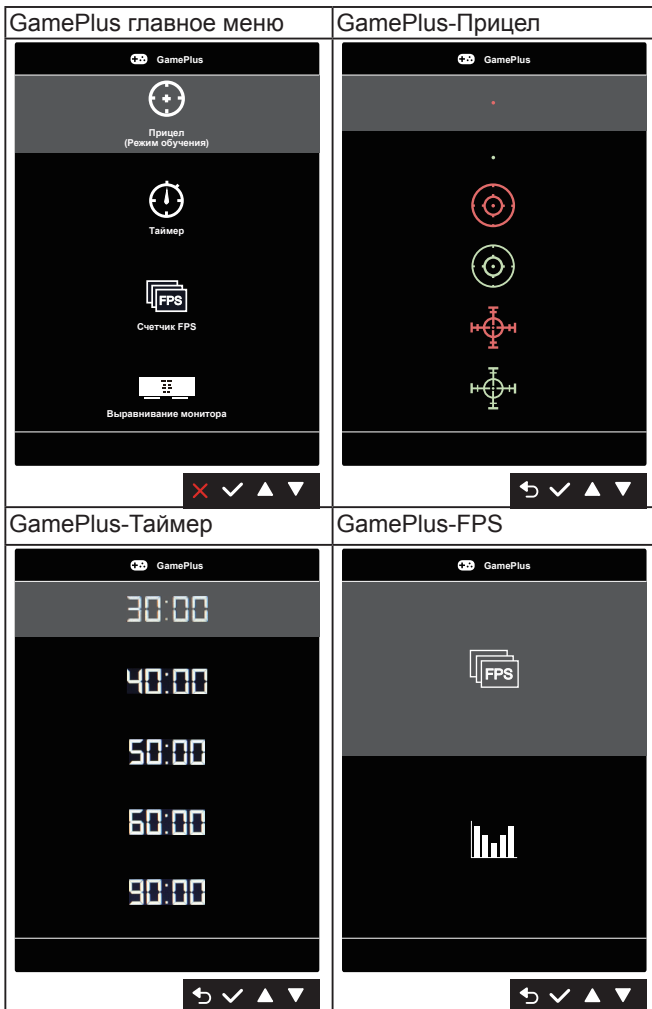 GamePlus главное меню
GamePlus
Прицел
(Режим обучения)
Таймер
FPS
Счетчик FPS
Выравнивание монитора
GamePlus-Прицел
GamePlus
GamePlus-Таймер
GamePlus
30:00
40:00
50:00
60:00
90:00
GamePlus-FPS
GamePlus
FPS